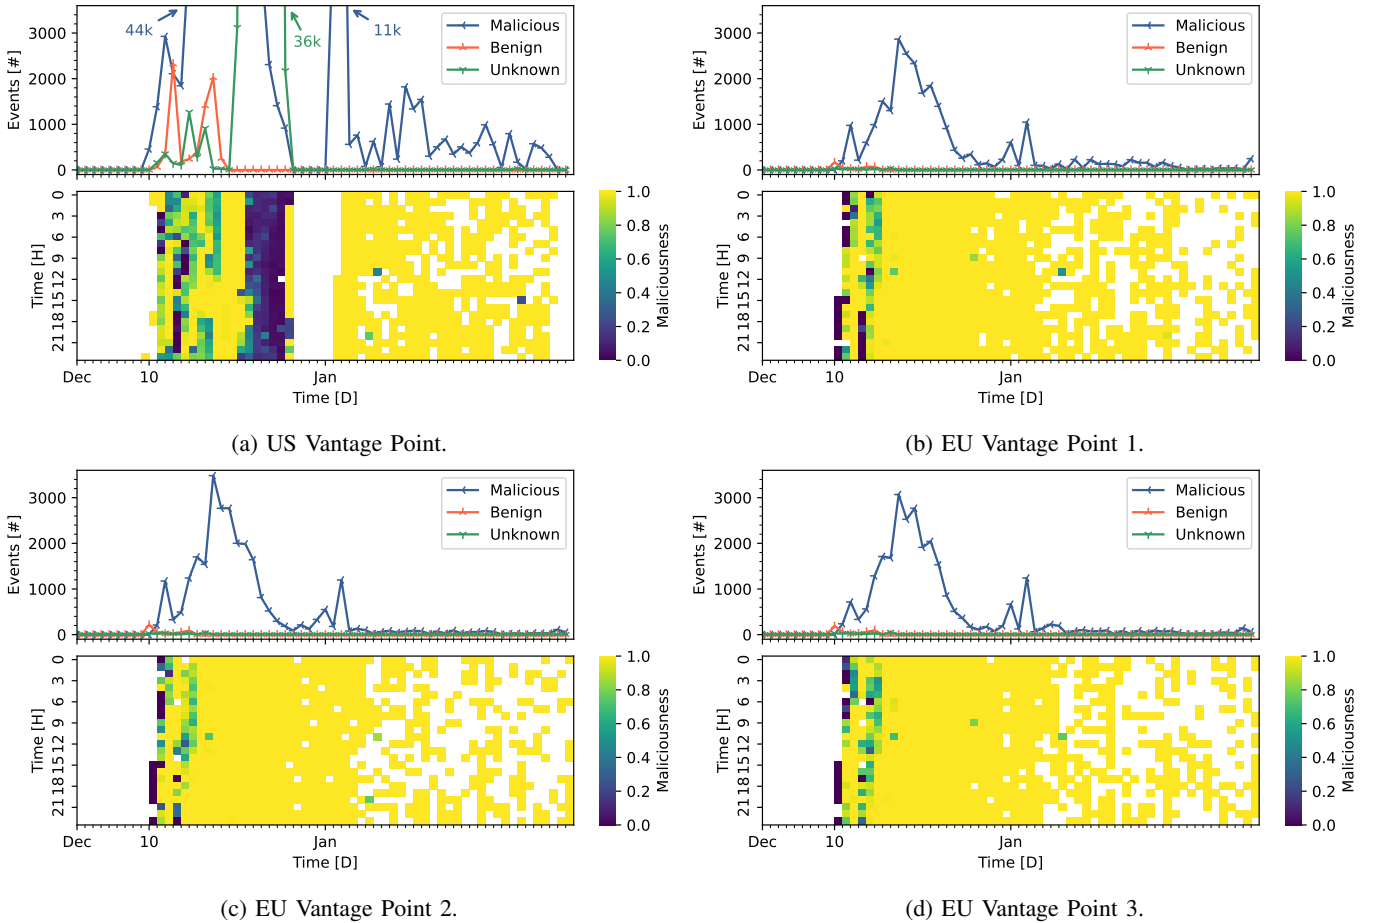 44k
36k
11k
Malicious
Benign
Unknown
Events [#]
3000
2000
1000
0
Time [H]
0
3
6
9
12
15
18
21
Dec
10
Jan
Time [D]
1.0
0.8
0.6
0.4
0.2
0.0
Maliciousness
(a) US Vantage Point.
Malicious
Benign
Unknown
Events [#]
3000
2000
1000
0
Time [H]
0
3
6
9
12
15
18
21
Dec
10
Jan
Time [D]
1.0
0.8
0.6
0.4
0.2
0.0
Maliciousness
(b) EU Vantage Point 1.
Malicious
Benign
Unknown
Events [#]
3000
2000
1000
0
Time [H]
0
3
6
9
12
15
18
21
Dec
10
Jan
Time [D]
1.0
0.8
0.6
0.4
0.2
0.0
Maliciousness
(c) EU Vantage Point 2.
Malicious
Benign
Unknown
Events [#]
3000
2000
1000
0
Time [H]
0
3
6
9
12
15
18
21
Dec
10
Jan
Time [D]
1.0
0.8
0.6
0.4
0.2
0.0
Maliciousness
(d) EU Vantage Point 3.